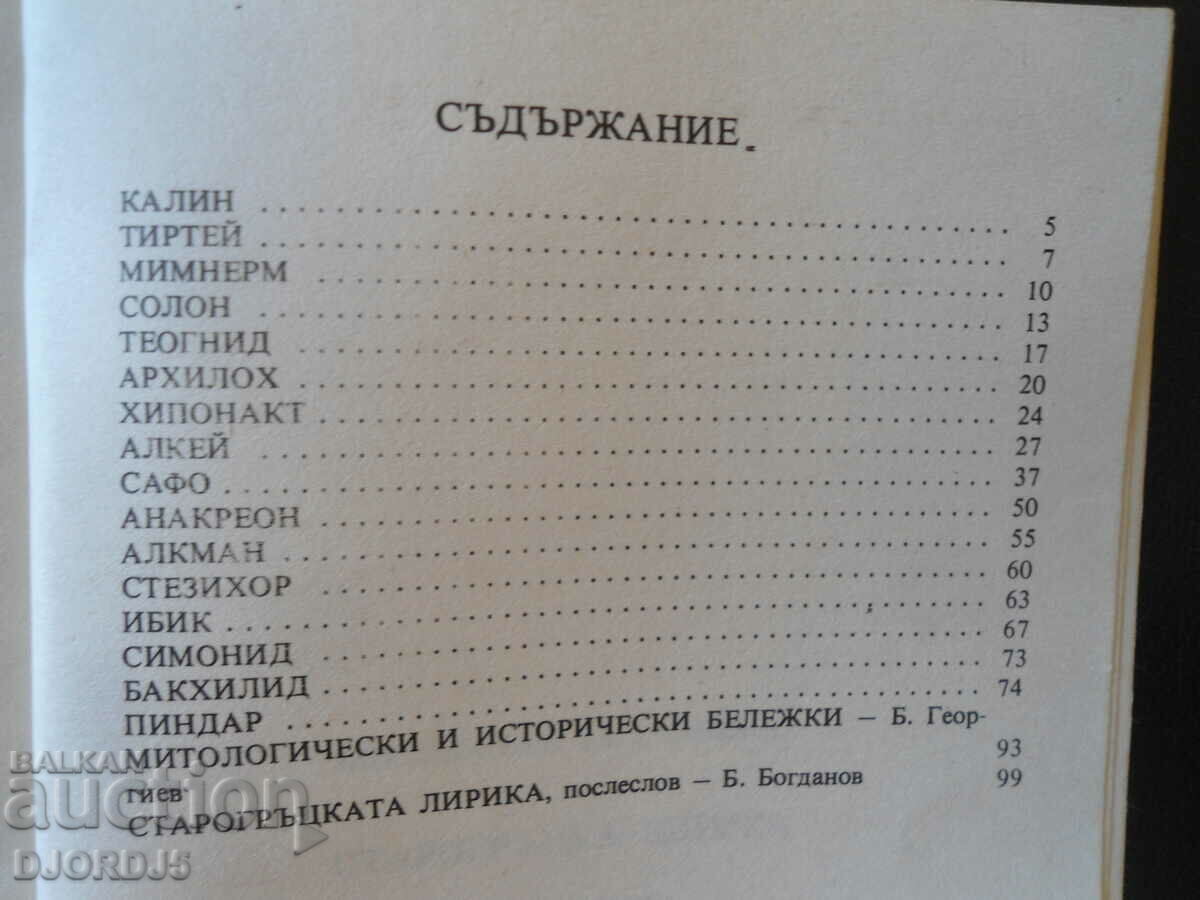 СЪДЪРЖАНИЕ
КАЛИН . . . . . . . . . . . . . . . . . . . . 5
ТИРТЕЙ . . . . . . . . . . . . . . . . . . . . 7
МИМНЕРМ . . . . . . . . . . . . . . . . . . . . 10
СОЛОН . . . . . . . . . . . . . . . . . . . . 13
ТЕОГНИД . . . . . . . . . . . . . . . . . . . . 17
АРХИЛОХ . . . . . . . . . . . . . . . . . . . . 20
ХИПОНАКТ . . . . . . . . . . . . . . . . . . . . 24
АЛКЕЙ . . . . . . . . . . . . . . . . . . . . 27
САФО . . . . . . . . . . . . . . . . . . . . 37
АНАКРЕОН . . . . . . . . . . . . . . . . . . . . 50
АЛКМАН . . . . . . . . . . . . . . . . . . . . 55
СТЕЗИХОР . . . . . . . . . . . . . . . . . . . . 60
ИБИК . . . . . . . . . . . . . . . . . . . . 63
СИМОНИД . . . . . . . . . . . . . . . . . . . . 67
БАКХИЛИД . . . . . . . . . . . . . . . . . . . . 73
ПИНДАР . . . . . . . . . . . . . . . . . . . . 74
МИТОЛОГИЧЕСКИ И ИСТОРИЧЕСКИ БЕЛЕЖКИ – Б. Геор-
гиев 93
СТАРОГРЪЦКАТА ЛИРИКА, послеслов – Б. Богданов 99
BALKAN
auction
DJORDJ5